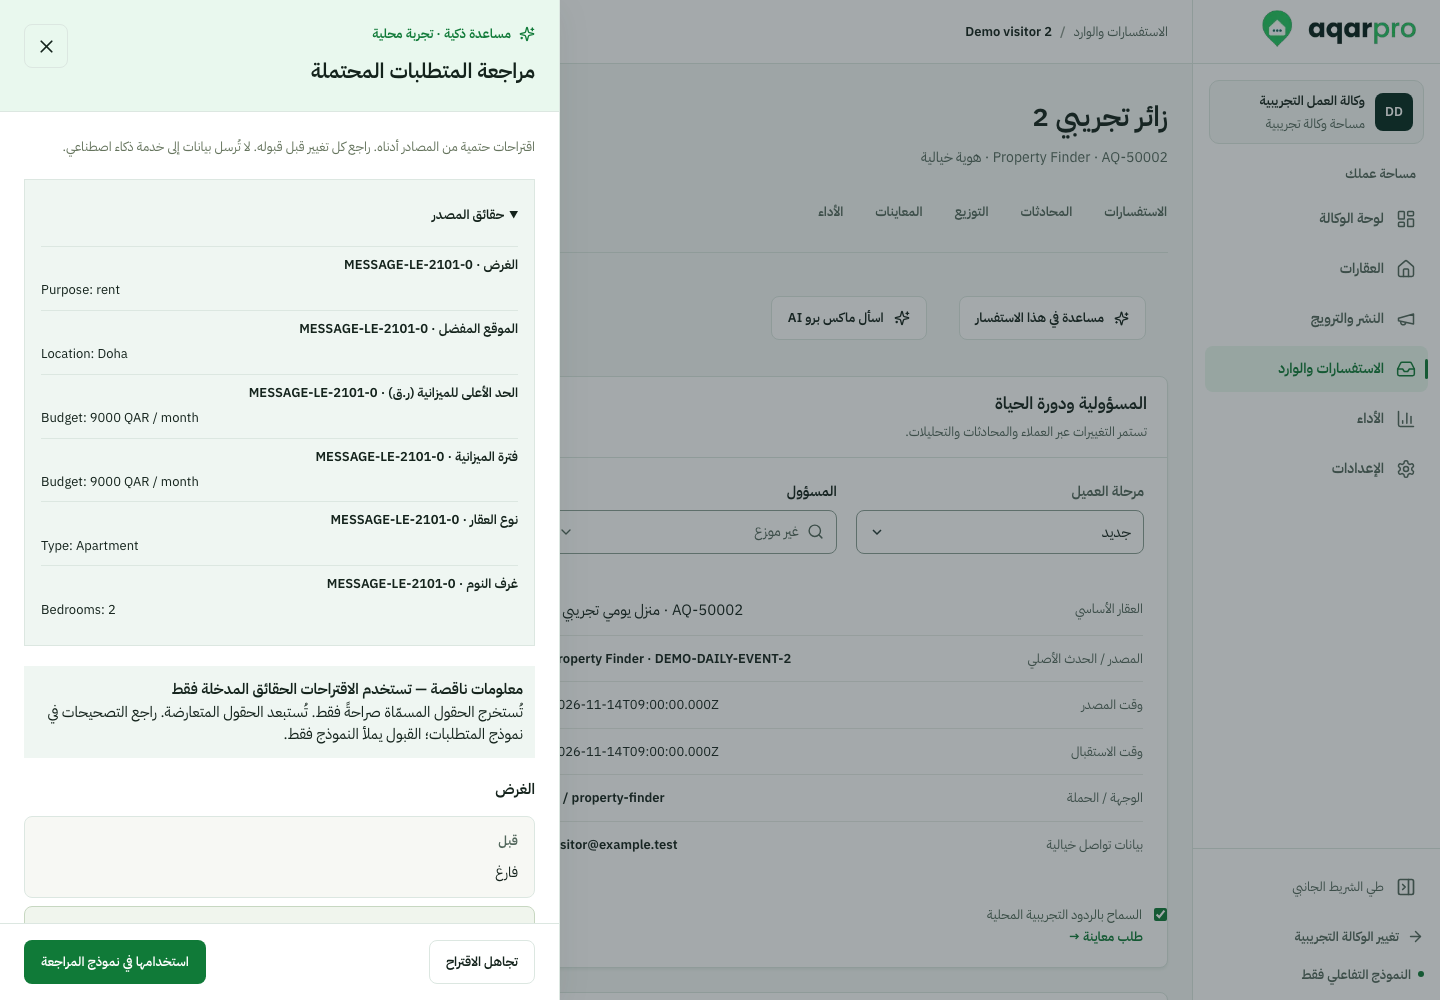 مساعدة ذكية · تجربة محلية
مراجعة المتطلبات المحتملة
اقتراحات حتمية من المصادر أدناه. راجع كل تغيير قبل قبوله. لا تُرسل بيانات إلى خدمة ذكاء اصطناعي.
حقائق المصدر
الغرض · MESSAGE-LE-2101-0
Purpose: rent
الموقع المفضل · MESSAGE-LE-2101-0
Location: Doha
الحد الأعلى للميزانية (ر.ق) · MESSAGE-LE-2101-0
Budget: 9000 QAR / month
فترة الميزانية · MESSAGE-LE-2101-0
Budget: 9000 QAR / month
نوع العقار · MESSAGE-LE-2101-0
Type: Apartment
غرف النوم · MESSAGE-LE-2101-0
Bedrooms: 2
معلومات ناقصة — تستخدم الاقتراحات الحقائق المدخلة فقط
تُستخرج الحقول المسمّاة صراحةً فقط. تُستبعد الحقول المتعارضة. راجع التصحيحات في
نموذج المتطلبات؛ القبول يملأ النموذج فقط.
الغرض
قبل
فارغ
تجاهل الاقتراح
استخدامها في نموذج المراجعة
aqarpro
DD
وكالة العمل التجريبية
مساحة وكالة تجريبية
مساحة عملك
لوحة الوكالة
العقارات
النشر والترويج
الاستفسارات والوارد
الأداء
الإعدادات
طي الشريط الجانبي
تغيير الوكالة التجريبية
النموذج التفاعلي فقط
الاستفسارات والوارد / Demo visitor 2
زائر تجريبي 2
Property Finder · AQ-50002 · هوية خيالية
الاستفسارات
المحادثات
التوزيع
المعاينات
الأداء
مساعدة في هذا الاستفسار
اسأل ماكس برو AI
المسؤولية ودورة الحياة
تستمر التغييرات عبر العملاء والمحادثات والتحليلات.
مرحلة العميل
جديد
المسؤول
غير موزع
العقار الأساسي
AQ-50002 · منزل يومي تجريبي
المصدر / الحدث الأصلي
roperty Finder · DEMO-DAILY-EVENT-2
وقت المصدر
026-11-14T09:00:00.000Z
وقت الاستقبال
026-11-14T09:00:00.000Z
الوجهة / الحملة
/ property-finder
بيانات تواصل خيالية
sitor@example.test
السماح بالردود التجريبية المحلية
طلب معاينة →